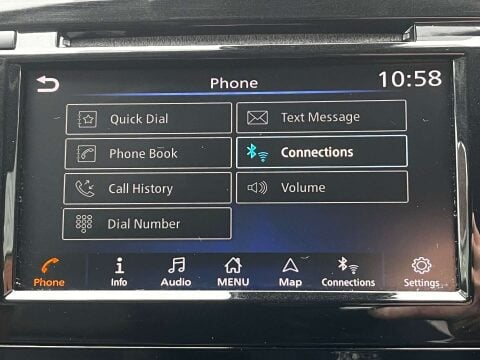 Phone
10:58
Quick Dial
Text Message
Phone Book
Connections
Call History
Volume
Dial Number
Phone
Info
Audio
MENU
Map
Connections
Settings